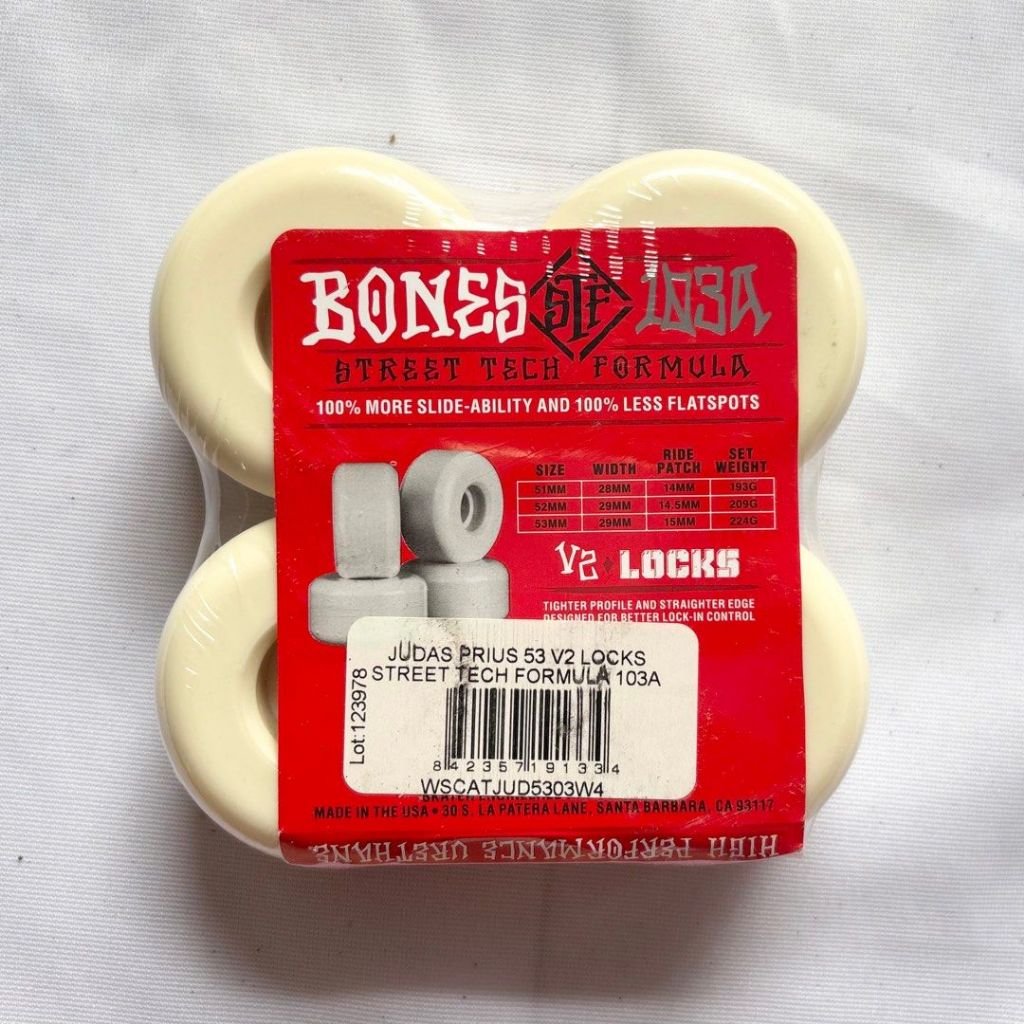 BONES STF 103A
STREET TECH FORMULA
100% MORE SLIDE-ABILITY AND 100% LESS FLATSPOTS
SIZE WIDTH RIDE PATCH SET WEIGHT
51MM 28MM 14MM 193G
52MM 29MM 14.5MM 209G
53MM 29MM 15MM 224G
V2 LOCKS
TIGHTER PROFILE AND STRAIGHTER EDGE
DESIGNED FOR BETTER LOCK-IN CONTROL
JUDAS PRIUS 53 V2 LOCKS
STREET TECH FORMULA 103A
Lot:123978
8 42357 19133 4
WSCATJUD5303W4
MADE IN THE USA • 30 S. LA PATERA LANE, SANTA BARBARA, CA 93117
HIGH PERFORMANCE URETHANE